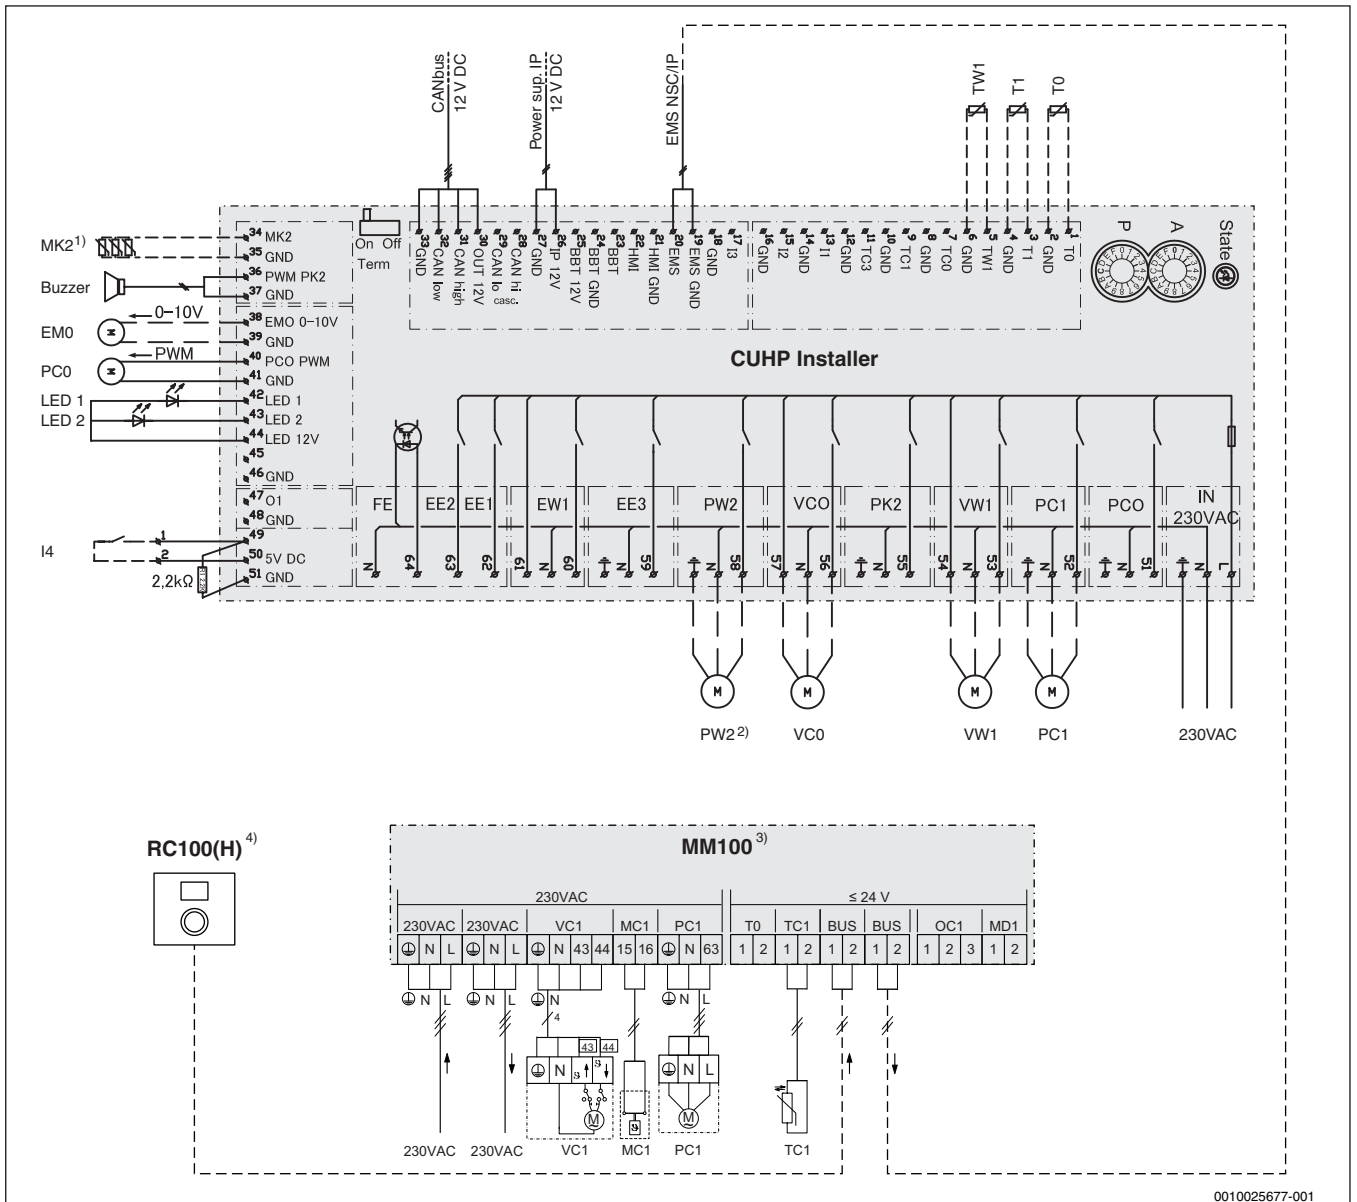 CANbus
12 V DC
Power sup. IP
12 V DC
EMS NSC/IP
TW1
T1
T0
MK2 1)
Buzzer
0-10V
EM0
PWM
PC0
LED 1
LED 2
I4
1
2
2,2kΩ
34 MK2
35 GND
36 PWM PK2
37 GND
38 EMO 0-10V
39 GND
40 PCO PWM
41 GND
42 LED 1
43 LED 2
44 LED 12V
45
46 GND
47 O1
48 GND
49
50 5V DC
51 GND
On Off
Term
33 GND
32 CAN low
31 CAN high
30 OUT 12V
29 CAN lo
28 CAN hi
casc.
27 GND
26 IP 12V
25 BBT 12V
24 BBT GND
23 BBT
22 HMI
21 HMI GND
20 EMS
19 EMS GND
18 GND
17 I3
16 GND
15 I2
14 GND
13 I1
12 GND
11 TC3
10 GND
9 TC1
8 GND
7 TC0
6 GND
5 TW1
4 GND
3 T1
2 GND
1 T0
P
A
State
CUHP Installer
FE EE2 EE1 EW1 EE3 PW2 VCO PK2 VW1 PC1 PCO IN
230VAC
N 64 63 62 61 N 60 N 59 N 58 57 N 56 N 55 54 N 53 N 52 N 51 N L
M M M M
PW2 2) VC0 VW1 PC1 230VAC
RC100(H) 4)
MM100 3)
230VAC ≤ 24 V
230VAC 230VAC VC1 MC1 PC1 T0 TC1 BUS BUS OC1 MD1
N L N L N 43 44 15 16 N 63 1 2 1 2 1 2 1 2 1 2 3 1 2
N L N L N N L
4
43 44
N N L
M M
230VAC 230VAC VC1 MC1 PC1 TC1
0010025677-001